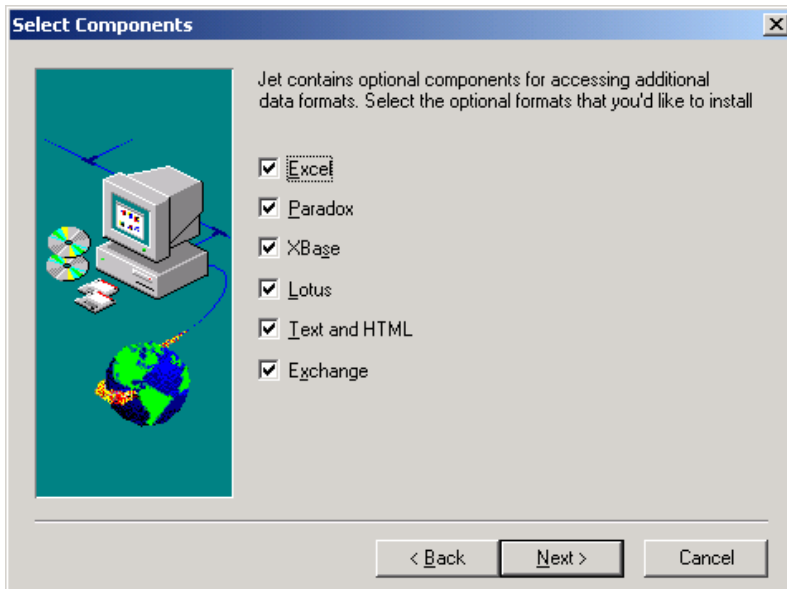 Select Components
Jet contains optional components for accessing additional
data formats. Select the optional formats that you'd like to install
Excel
Paradox
XBase
Lotus
Text and HTML
Exchange
< Back
Next >
Cancel